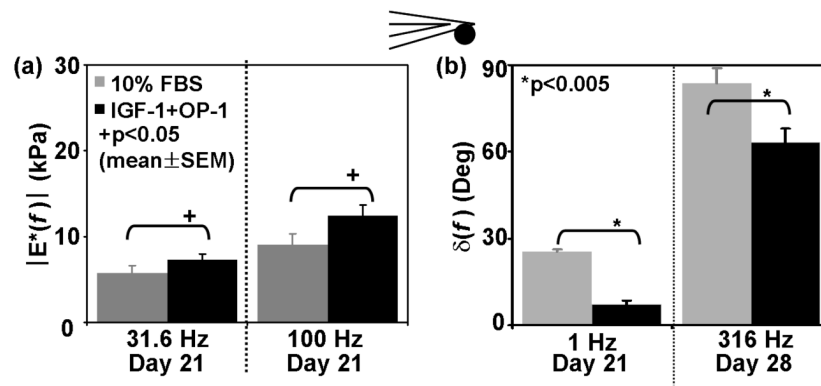 (a)
|E*(f)| (kPa)
30
20
10
0
10% FBS
IGF-1+OP-1
+p<0.05
(mean±SEM)
+
+
31.6 Hz
Day 21
100 Hz
Day 21
(b)
δ(f) (Deg)
90
60
30
0
*p<0.005
*
*
1 Hz
Day 21
316 Hz
Day 28